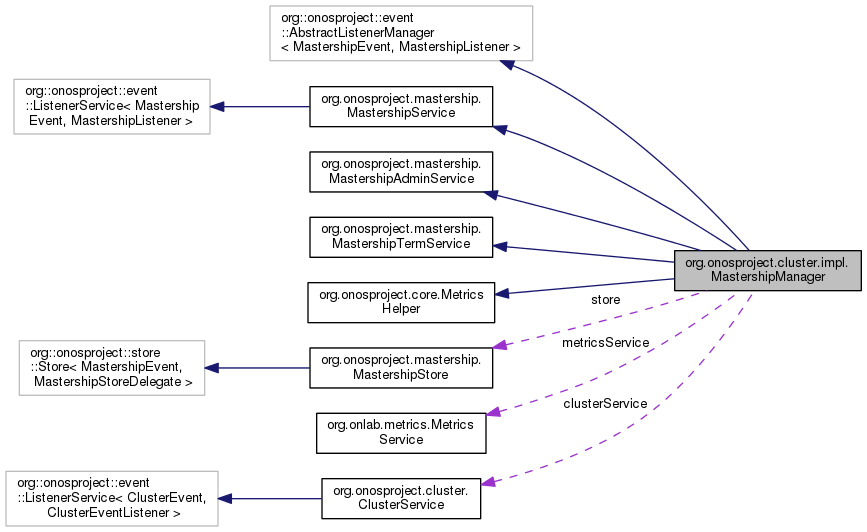 org::onosproject::event
::AbstractListenerManager
< MastershipEvent, MastershipListener >
org::onosproject::event
::ListenerService< Mastership
Event, MastershipListener >
org.onosproject.mastership.
MastershipService
org.onosproject.mastership.
MastershipAdminService
org.onosproject.mastership.
MastershipTermService
org.onosproject.cluster.impl.
MastershipManager
org.onosproject.core.Metrics
Helper
store
org::onosproject::store
::Store< MastershipEvent,
MastershipStoreDelegate >
org.onosproject.mastership.
MastershipStore
metricsService
org.onlab.metrics.Metrics
Service
clusterService
org::onosproject::event
::ListenerService< ClusterEvent,
ClusterEventListener >
org.onosproject.cluster.
ClusterService